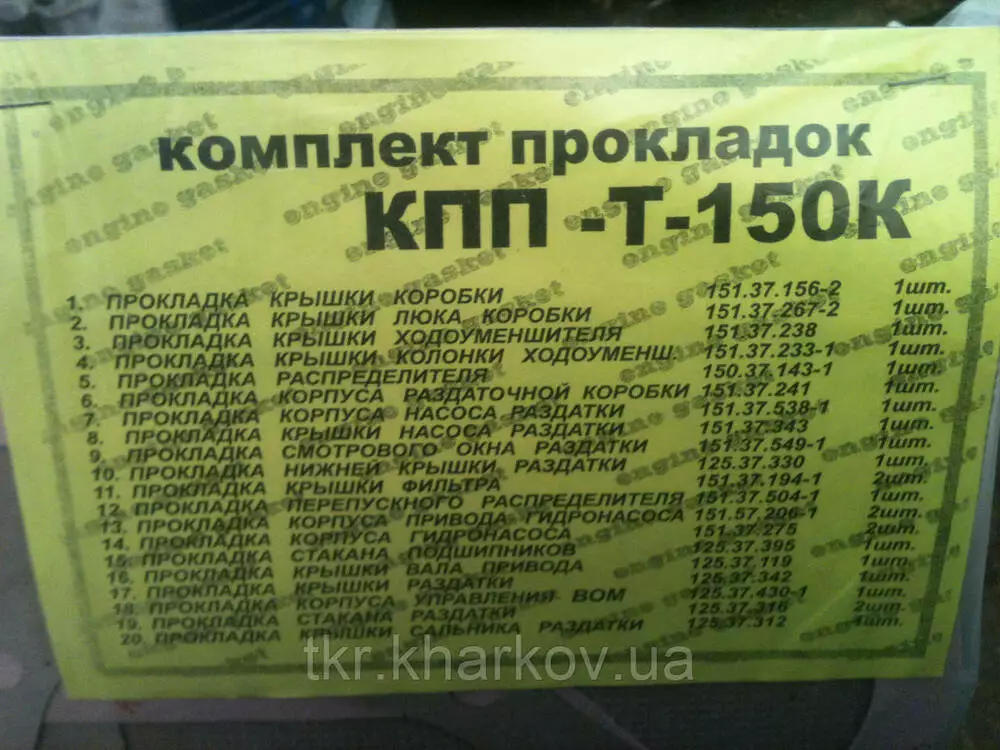 комплект прокладок
КПП -Т-150К
1. ПРОКЛАДКА КРЫШКИ КОРОБКИ 151.37.156-2 1шт.
2. ПРОКЛАДКА КРЫШКИ ЛЮКА КОРОБКИ 151.37.267-2 1шт.
3. ПРОКЛАДКА КРЫШКИ ХОДОУМЕНШИТЕЛЯ 151.37.238 1шт.
4. ПРОКЛАДКА КРЫШКИ КОЛОНКИ ХОДОУМЕНШ. 151.37.233-1 1шт.
5. ПРОКЛАДКА РАСПРЕДЕЛИТЕЛЯ 150.37.143-1 1шт.
6. ПРОКЛАДКА КОРПУСА РАЗДАТОЧНОЙ КОРОБКИ 151.37.241 1шт.
7. ПРОКЛАДКА КОРПУСА НАСОСА РАЗДАТКИ 151.37.538-1 1шт.
8. ПРОКЛАДКА КРЫШКИ НАСОСА РАЗДАТКИ 151.37.343 1шт.
9. ПРОКЛАДКА СМОТРОВОГО ОКНА РАЗДАТКИ 151.37.549-1 1шт.
10. ПРОКЛАДКА НИЖНЕЙ КРЫШКИ РАЗДАТКИ 125.37.330 1шт.
11. ПРОКЛАДКА КРЫШКИ ФИЛЬТРА 151.37.194-1 2шт.
12 ПРОКЛАДКА ПЕРЕПУСКНОГО РАСПРЕДЕЛИТЕЛЯ 151.37.504-1 1шт.
13. ПРОКЛАДКА КОРПУСА ПРИВОДА ГИДРОНАСОСА 151.57.206-1 2шт.
14. ПРОКЛАДКА КОРПУСА ГИДРОНАСОСА 151.37.275 2шт.
15. ПРОКЛАДКА СТАКАНА ПОДШИПНИКОВ 125.37.395 1шт.
16. ПРОКЛАДКА КРЫШКИ ВАЛА ПРИВОДА 125.37.119 1шт.
17. ПРОКЛАДКА КРЫШКИ РАЗДАТКИ 125.37.342 1шт.
18. ПРОКЛАДКА КОРПУСА УПРАВЛЕНИЯ ВОМ 125.37.430-1 1шт.
19. ПРОКЛАДКА СТАКАНА РАЗДАТКИ 125.37.316 2шт.
20. ПРОКЛАДКА КРЫШКИ САЛЬНИКА РАЗДАТКИ 125.37.312 1шт.
tkr.kharkov.ua